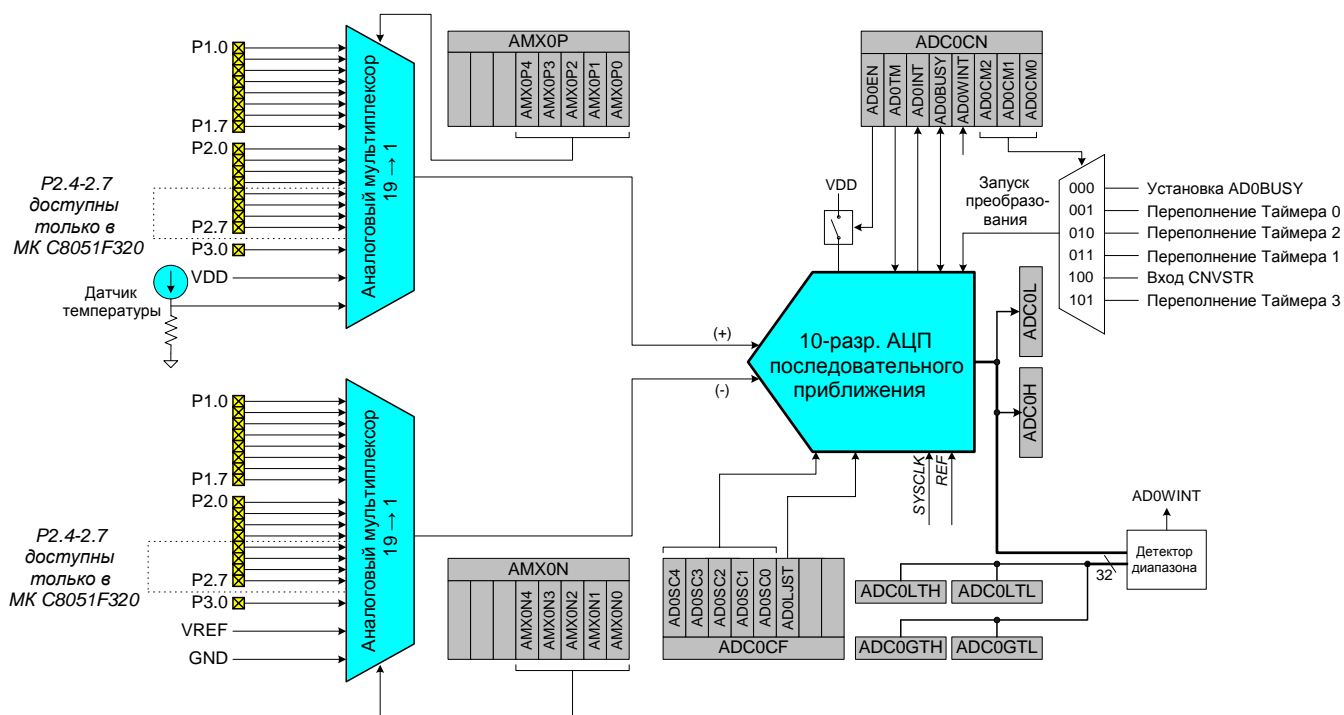 P1.0
P1.7
P2.0
P2.4-2.7
доступны
только в
МК C8051F320
P2.7
P3.0
VDD
Датчик
температуры
Аналоговый мультиплексор
19 → 1
AMX0P
AMX0P4
AMX0P3
AMX0P2
AMX0P1
AMX0P0
ADC0CN
AD0EN
AD0TM
AD0INT
AD0BUSY
AD0WINT
AD0CM2
AD0CM1
AD0CM0
VDD
Запуск
преобразо-
вания
000
001
010
011
100
101
Установка AD0BUSY
Переполнение Таймера 0
Переполнение Таймера 2
Переполнение Таймера 1
Вход CNVSTR
Переполнение Таймера 3
(+)
(-)
10-разр. АЦП
последовательного
приближения
ADC0L
ADC0H
SYSCLK
REF
P1.0
P1.7
P2.0
P2.4-2.7
доступны
только в
МК C8051F320
P2.7
P3.0
VREF
GND
Аналоговый мультиплексор
19 → 1
AMX0N
AMX0N4
AMX0N3
AMX0N2
AMX0N1
AMX0N0
AD0SC4
AD0SC3
AD0SC2
AD0SC1
AD0SC0
AD0LJST
ADC0CF
AD0WINT
Детектор
диапазона
32
ADC0LTH
ADC0LTL
ADC0GTH
ADC0GTL